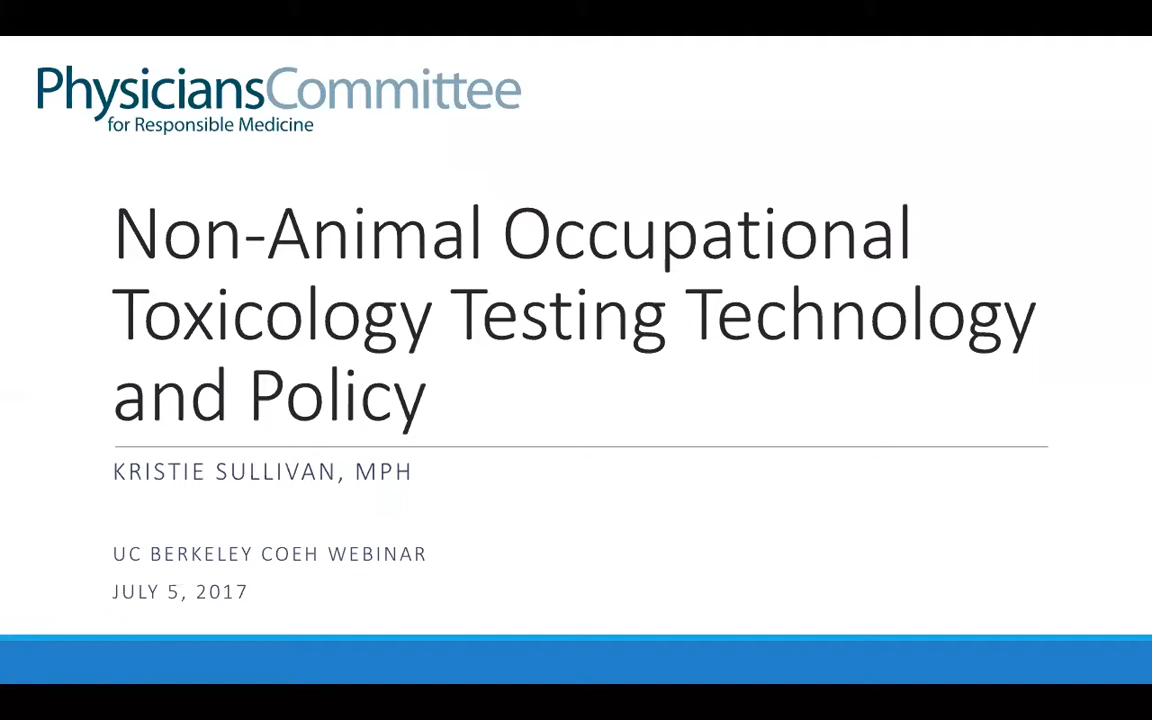 PhysiciansCommittee
for Responsible Medicine
Non-Animal Occupational
Toxicology Testing Technology
and Policy
KRISTIE SULLIVAN, MPH
UC BERKELEY COEH WEBINAR
JULY 5, 2017